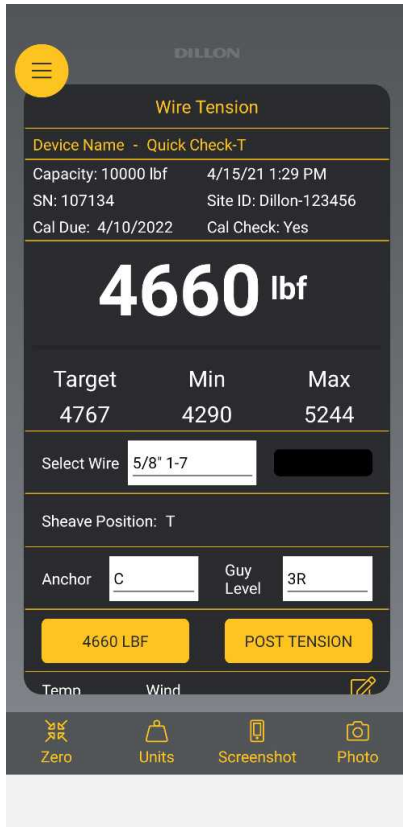 DILLON
Wire Tension
Device Name - Quick Check-T
Capacity: 10000 lbf 4/15/21 1:29 PM
SN: 107134 Site ID: Dillon-123456
Cal Due: 4/10/2022 Cal Check: Yes
4660 lbf
Target Min Max
4767 4290 5244
Select Wire 5/8" 1-7
Sheave Position: T
Anchor C Guy Level 3R
4660 LBF POST TENSION
Temp Wind
Zero Units Screenshot Photo